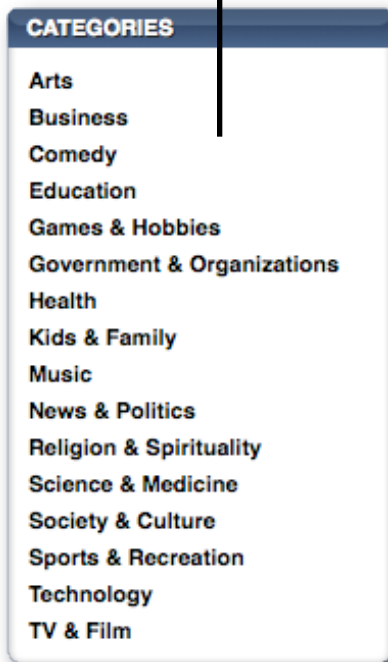 CATEGORIES
Arts
Business
Comedy
Education
Games & Hobbies
Government & Organizations
Health
Kids & Family
Music
News & Politics
Religion & Spirituality
Science & Medicine
Society & Culture
Sports & Recreation
Technology
TV & Film